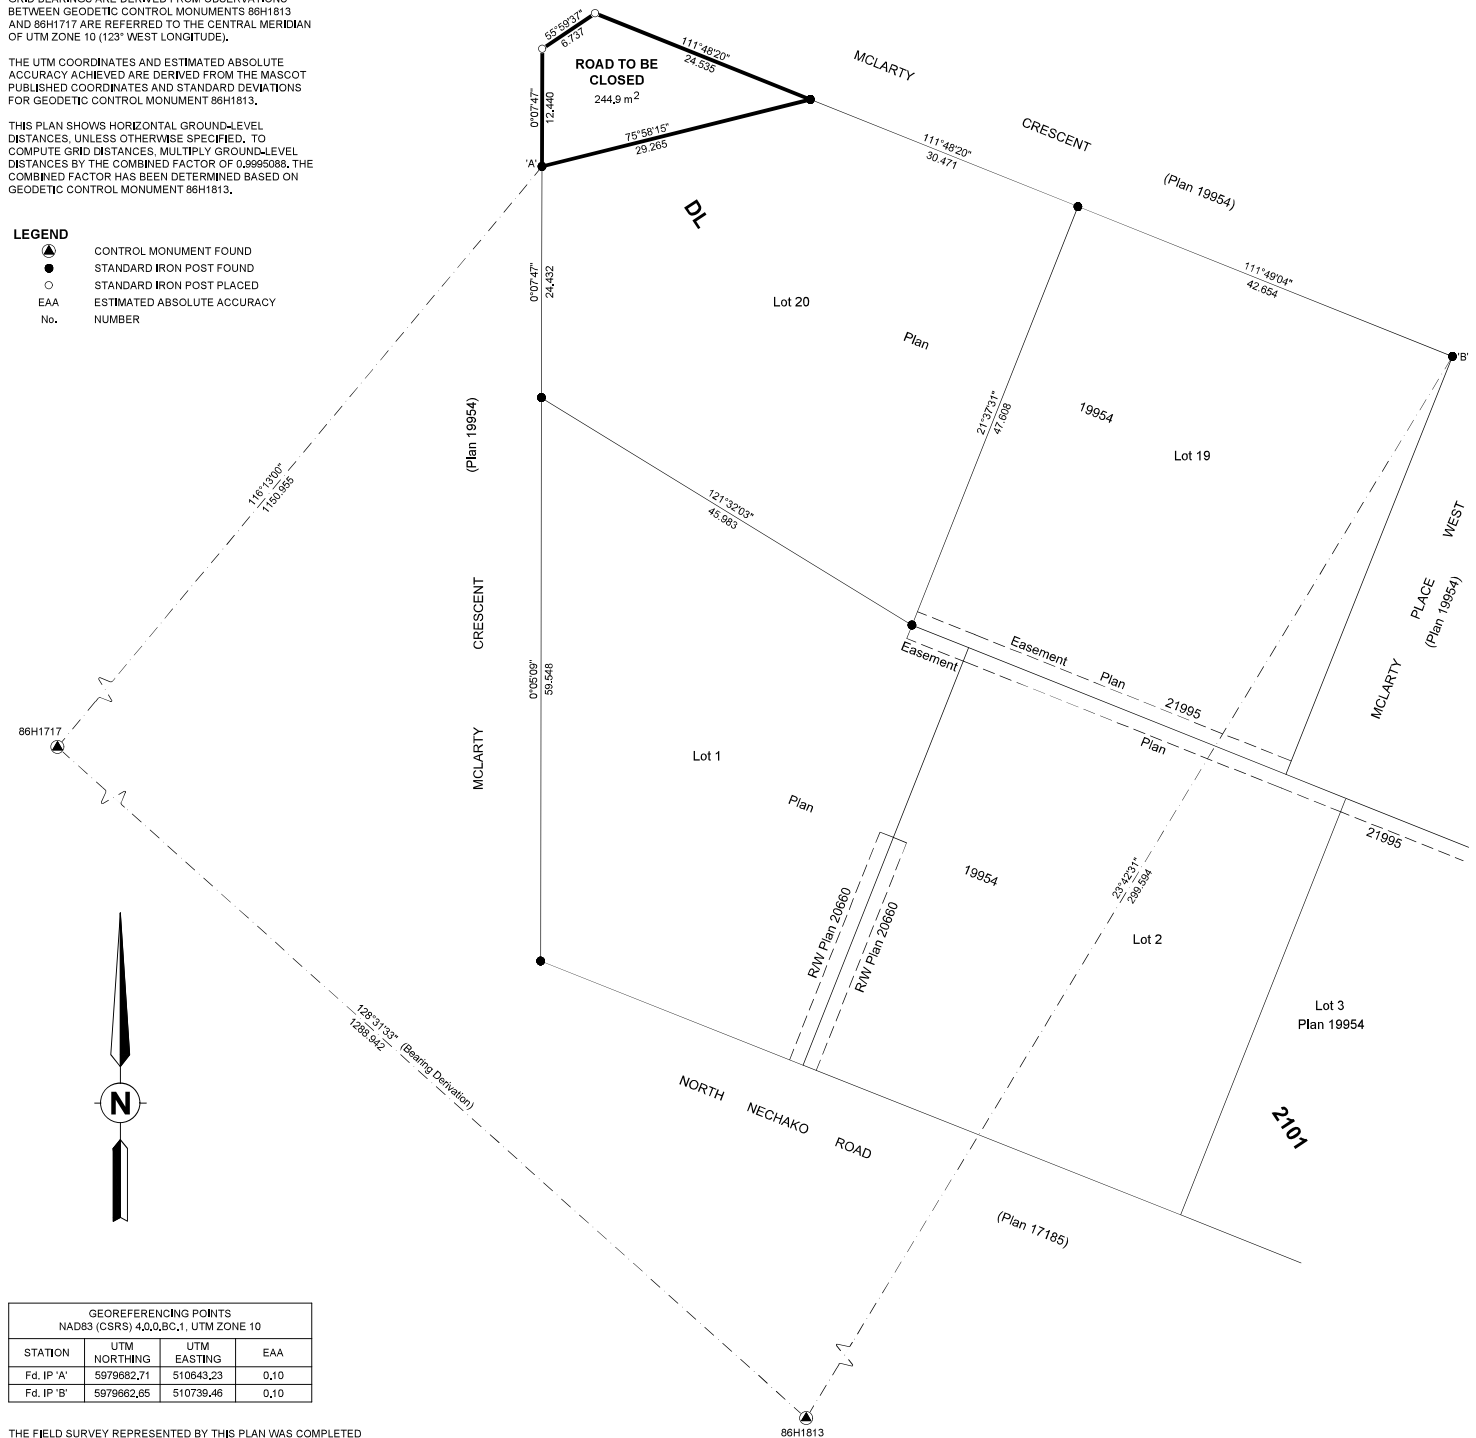 GRID BEARINGS ARE DERIVED FROM OBSERVATIONS
BETWEEN GEODETIC CONTROL MONUMENTS 86H1813
AND 86H1717 ARE REFERRED TO THE CENTRAL MERIDIAN
OF UTM ZONE 10 (123° WEST LONGITUDE).
THE UTM COORDINATES AND ESTIMATED ABSOLUTE
ACCURACY ACHIEVED ARE DERIVED FROM THE MASCOT
PUBLISHED COORDINATES AND STANDARD DEVIATIONS
FOR GEODETIC CONTROL MONUMENT 86H1813.
THIS PLAN SHOWS HORIZONTAL GROUND-LEVEL
DISTANCES, UNLESS OTHERWISE SPECIFIED. TO
COMPUTE GRID DISTANCES, MULTIPLY GROUND-LEVEL
DISTANCES BY THE COMBINED FACTOR OF 0.9995088. THE
COMBINED FACTOR HAS BEEN DETERMINED BASED ON
GEODETIC CONTROL MONUMENT 86H1813.
LEGEND
CONTROL MONUMENT FOUND
STANDARD IRON POST FOUND
STANDARD IRON POST PLACED
EAA ESTIMATED ABSOLUTE ACCURACY
No. NUMBER
55°59'37"
6.737
111°48'20"
24.535
ROAD TO BE
CLOSED
244.9 m²
0°07'47"
12.440
75°58'15"
29.265
'A'
MCLARTY
CRESCENT
(Plan 19954)
111°48'20"
30.471
111°49'04"
42.654
'B'
DL
0°07'47"
24.432
Lot 20
Plan
19954
Lot 19
21°37'31"
47.608
(Plan 19954)
CRESCENT
MCLARTY
121°32'03"
45.983
116°13'00"
1150.955
0°05'09"
59.548
WEST
PLACE
(Plan 19954)
MCLARTY
Easement
Plan
21995
Easement
Plan
21995
86H1717
Lot 1
Plan
19954
R/W Plan 20660
R/W Plan 20660
23°42'31"
299.594
Lot 2
Lot 3
Plan 19954
128°31'33" (Bearing Derivation)
1288.942
N
NORTH NECHAKO ROAD
2101
(Plan 17185)
GEOREFERENCING POINTS
NAD83 (CSRS) 4.0.0.BC.1, UTM ZONE 10
STATION UTM NORTHING UTM EASTING EAA
Fd. IP 'A' 5979682.71 510643.23 0.10
Fd. IP 'B' 5979662.65 510739.46 0.10
86H1813
THE FIELD SURVEY REPRESENTED BY THIS PLAN WAS COMPLETED